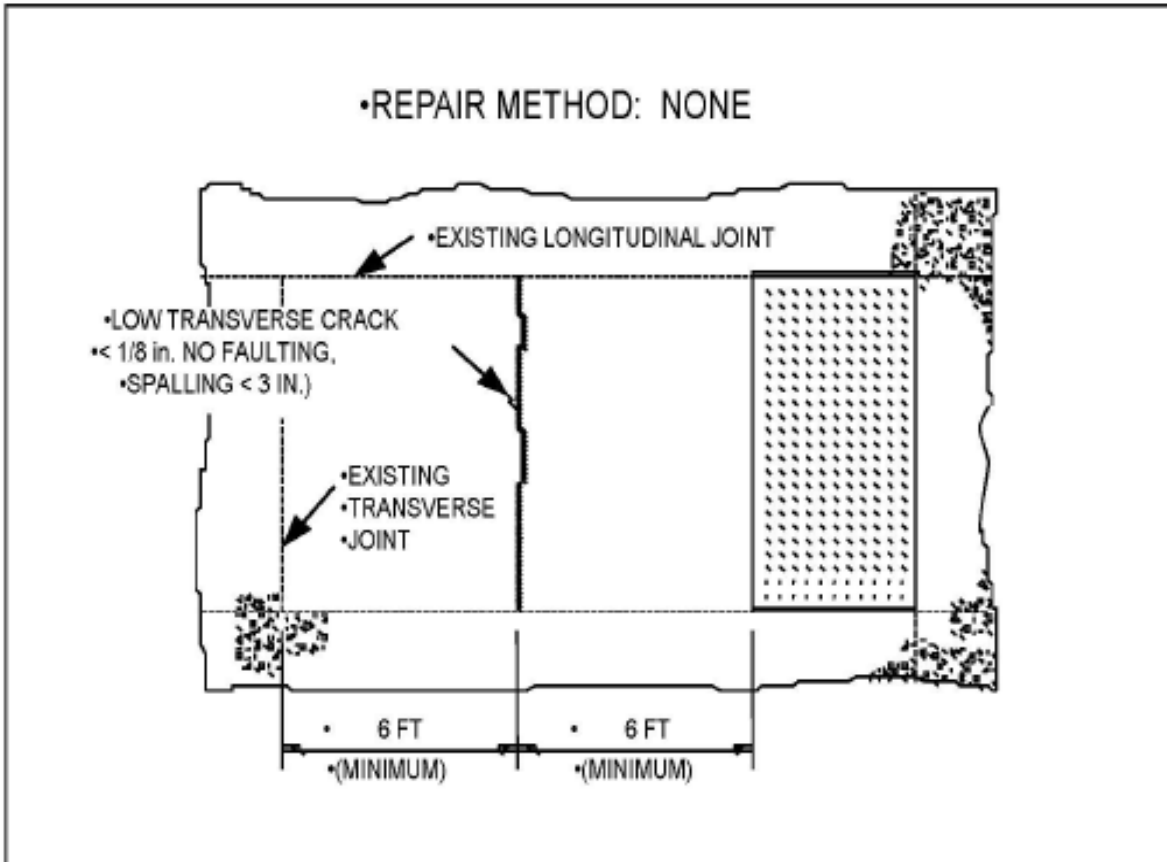 •REPAIR METHOD: NONE
•EXISTING LONGITUDINAL JOINT
•LOW TRANSVERSE CRACK
•< 1/8 in. NO FAULTING,
•SPALLING < 3 IN.)
•EXISTING
•TRANSVERSE
•JOINT
• 6 FT
•(MINIMUM)
• 6 FT
•(MINIMUM)